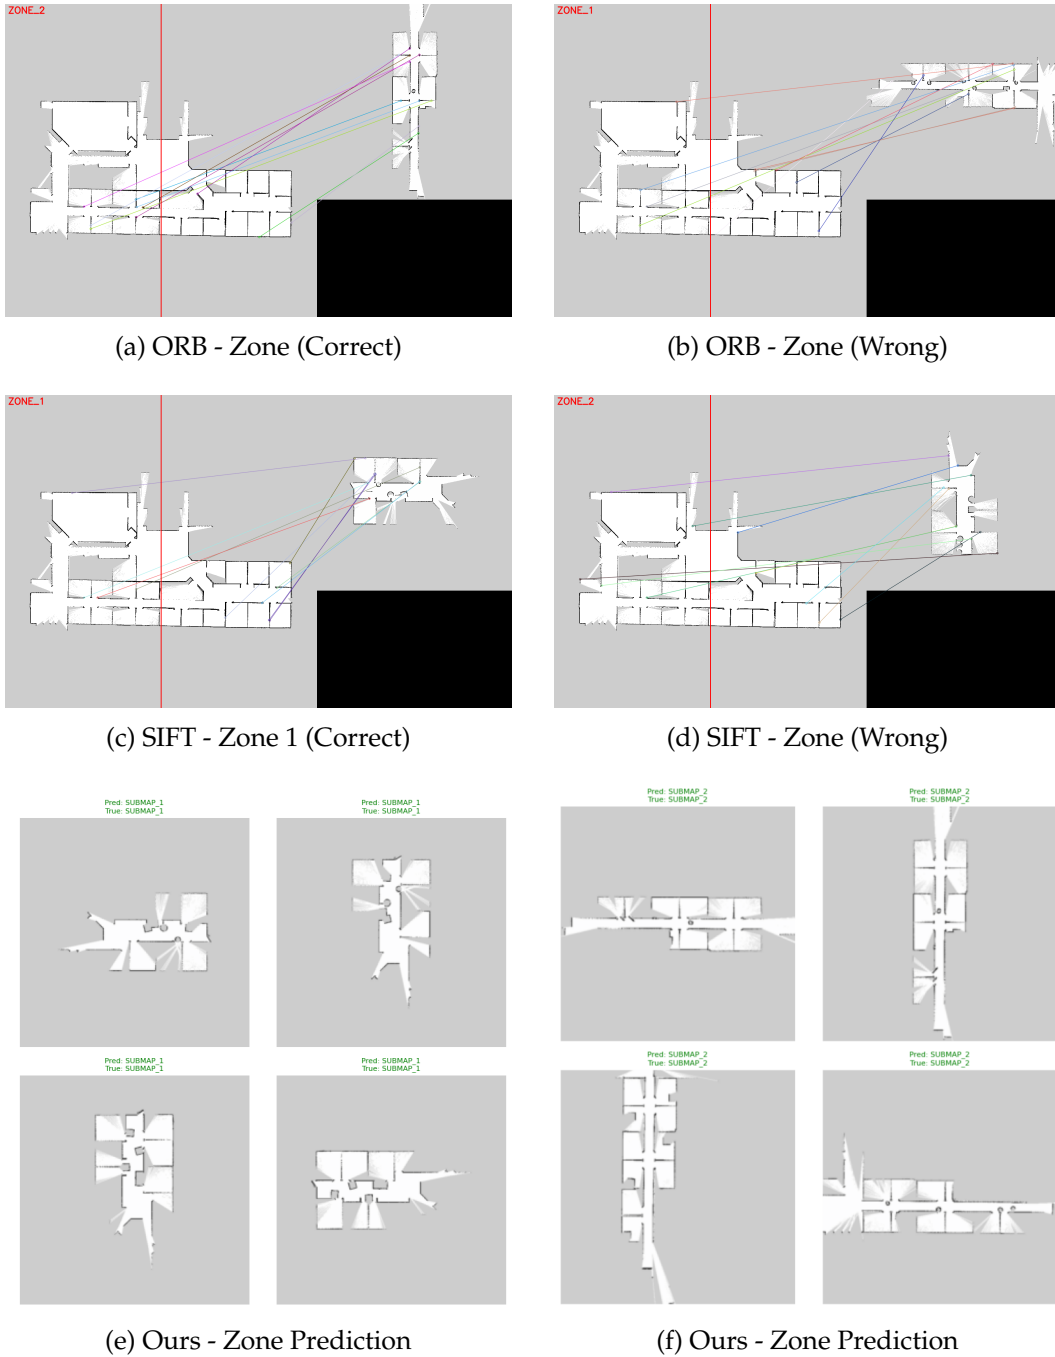 ZONE_2
ZONE_1
(a) ORB - Zone (Correct)
(b) ORB - Zone (Wrong)
ZONE_1
ZONE_2
(c) SIFT - Zone 1 (Correct)
(d) SIFT - Zone (Wrong)
Pred: SUBMAP_1
True: SUBMAP_1
Pred: SUBMAP_1
True: SUBMAP_1
Pred: SUBMAP_2
True: SUBMAP_2
Pred: SUBMAP_2
True: SUBMAP_2
Pred: SUBMAP_1
True: SUBMAP_1
Pred: SUBMAP_1
True: SUBMAP_1
Pred: SUBMAP_2
True: SUBMAP_2
Pred: SUBMAP_2
True: SUBMAP_2
(e) Ours - Zone Prediction
(f) Ours - Zone Prediction